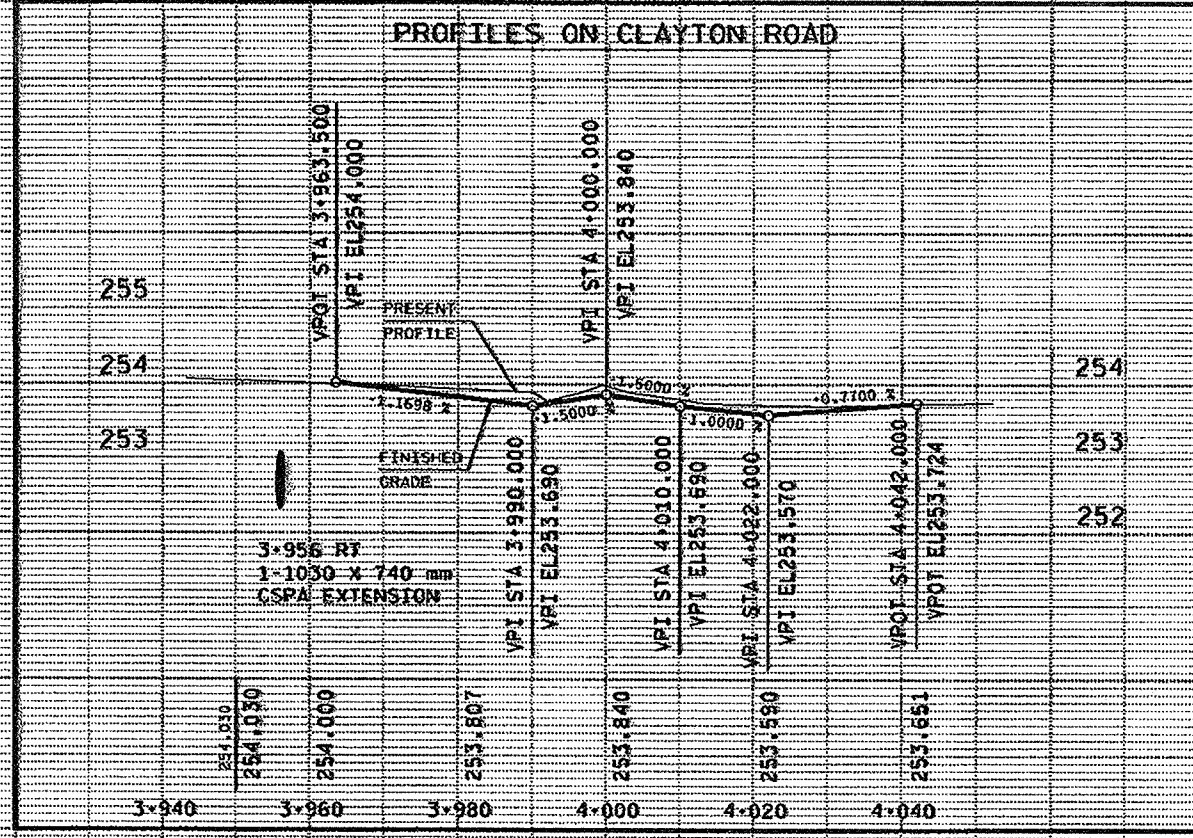 PROFILES ON CLAYTON ROAD
VPOT STA 3+963.500
VPI EL254.000
VPI STA 4+000.000
VPI EL253.840
255
PRESENT
PROFILE
254
254
-1.1698 %
-1.5000 %
-1.5000 %
-1.0000 %
+0.7700 %
253
253
FINISHED
GRADE
252
VPI STA 3+990.000
VPI EL253.690
VPI STA 4+010.000
VPI EL253.690
VPI STA 4+022.000
VPI EL253.570
VPOT STA 4+042.000
VPOT EL253.724
3+956 RT
1-1030 X 740 mm
CSPA EXTENSION
254.030
254.030
254.000
253.807
253.840
253.590
253.651
3+940
3+960
3+980
4+000
4+020
4+040